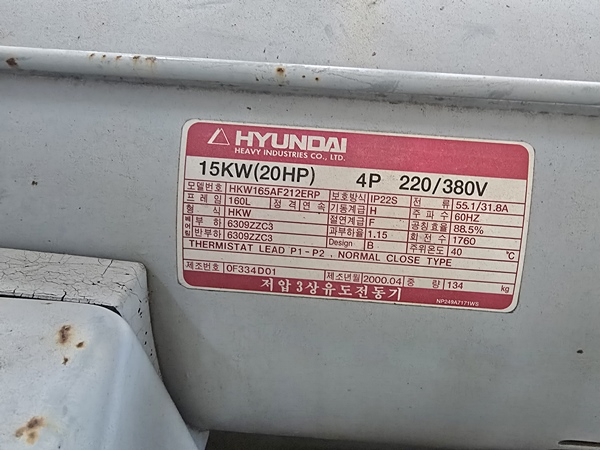 HYUNDAI
HEAVY INDUSTRIES CO., LTD.
15KW(20HP) 4P 220/380V
모델번호 HKW165AF212ERP 보호방식 IP22S 전 류 55.1/31.8A
프 레 임 160L 정 격 연 속 기동계급 H 주 파 수 60HZ
형 식 HKW 절연계급 F 공칭효율 88.5%
베어링 부 하 6309ZZC3 과부하율 1.15 회 전 수 1760
반부하 6309ZZC3 Design B 주위온도 40 ℃
THERMISTAT LEAD P1-P2 , NORMAL CLOSE TYPE
제조번호 0F334D01 제조년월 2000.04 중 량 134 kg
저압3상유도전동기
NP249A7171WS